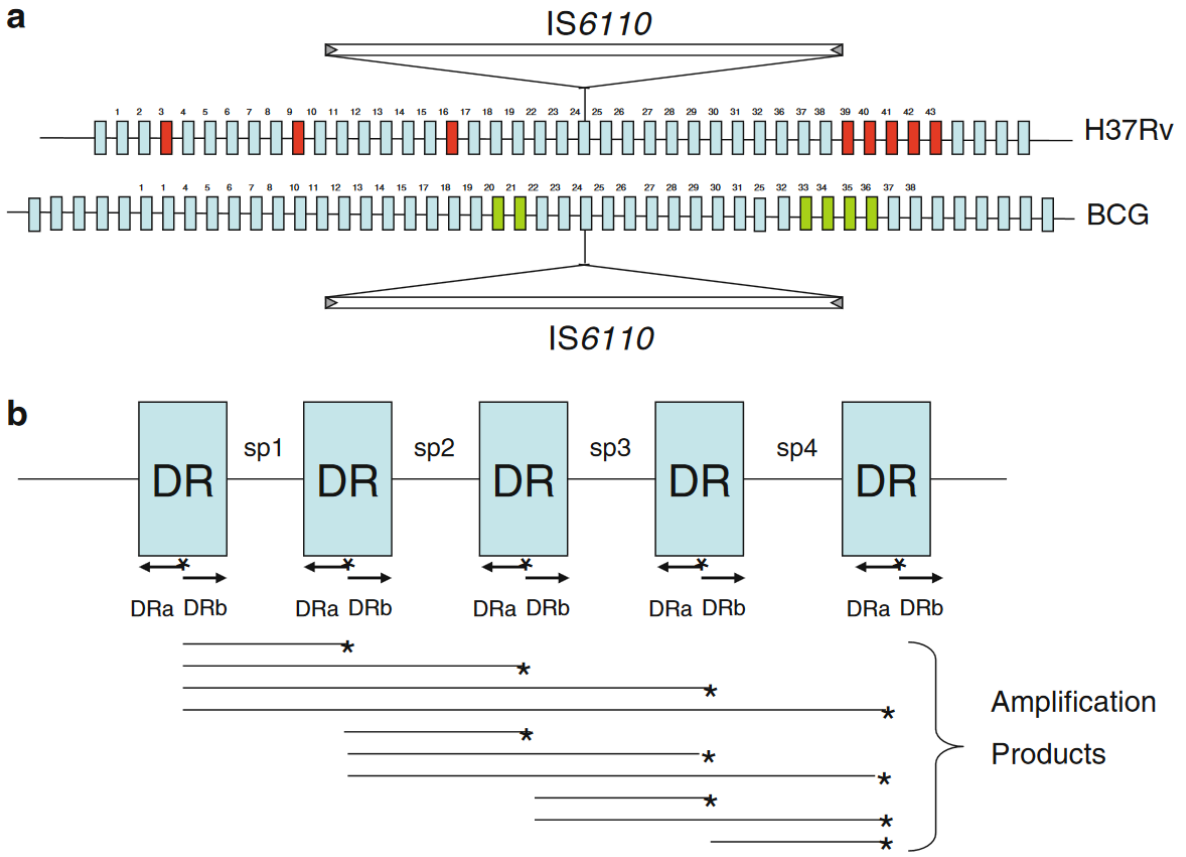 a
IS6110
1 2 3 4 5 6 7 8 9 10 11 12 13 14 15 16 17 18 19 22 23 24 25 26 27 28 29 30 31 32 36 37 38 39 40 41 42 43
H37Rv
1 1 4 5 6 7 8 10 11 12 13 14 15 17 18 19 20 21 22 23 24 25 26 27 28 29 30 31 25 32 33 34 35 36 37 38
BCG
IS6110
b
sp1 sp2 sp3 sp4
DR DR DR DR DR
* * * * *
DRa DRb DRa DRb DRa DRb DRa DRb DRa DRb
*
*
*
*
*
*
*
*
*
*
Amplification
Products